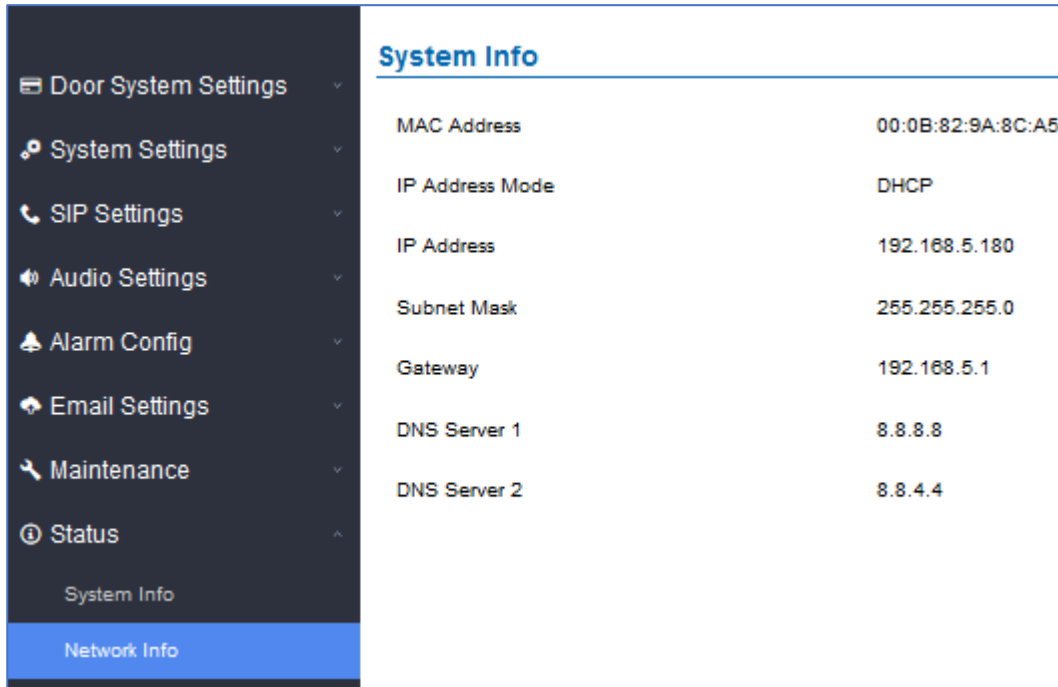 Door System Settings
System Settings
SIP Settings
Audio Settings
Alarm Config
Email Settings
Maintenance
Status
System Info
Network Info
System Info
MAC Address 00:0B:82:9A:8C:A5
IP Address Mode DHCP
IP Address 192.168.5.180
Subnet Mask 255.255.255.0
Gateway 192.168.5.1
DNS Server 1 8.8.8.8
DNS Server 2 8.8.4.4